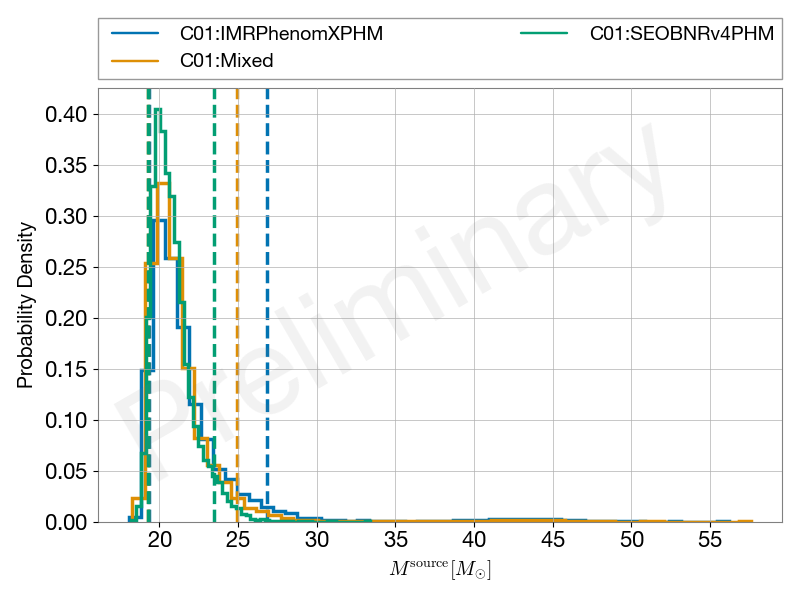 C01:IMRPhenomXPHM C01:SEOBNRv4PHM
C01:Mixed
0.40
0.35
0.30
0.25
0.20
0.15
0.10
0.05
0.00
Probability Density
Preliminary
20 25 30 35 40 45 50 55
M^source [M_⊙]